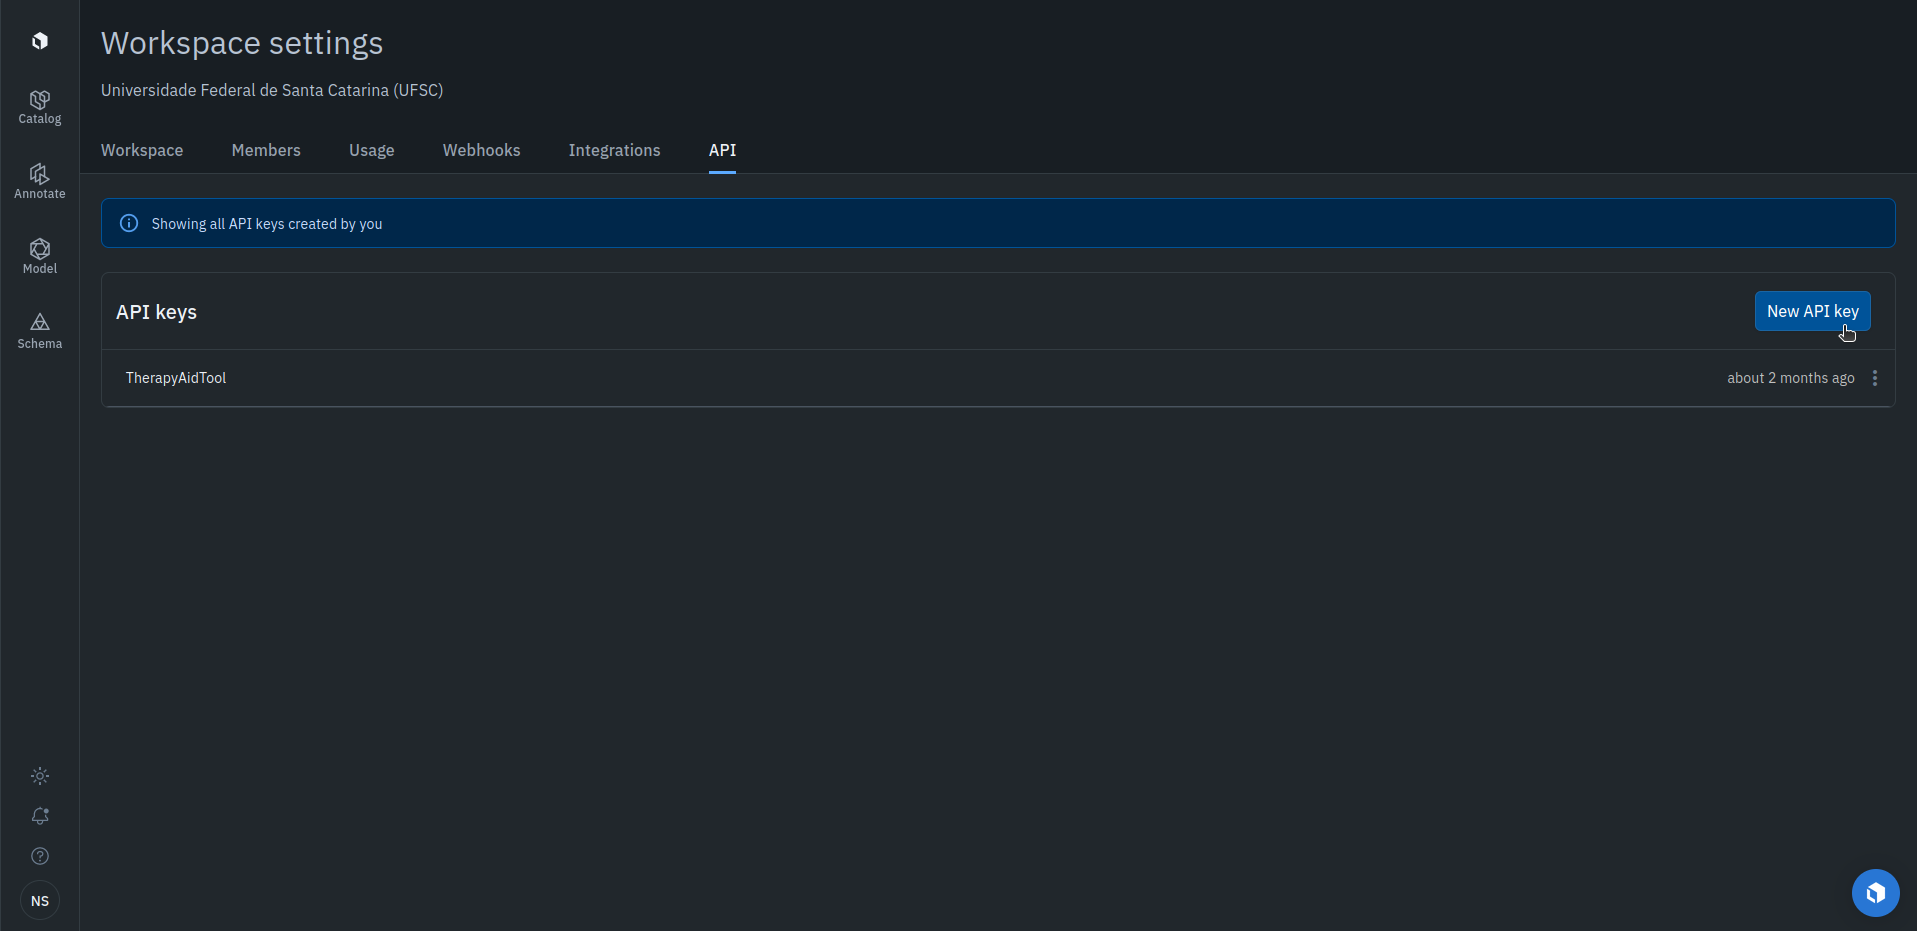 Workspace settings
Universidade Federal de Santa Catarina (UFSC)
Workspace Members Usage Webhooks Integrations API
Catalog
Annotate
Model
Schema
NS
Showing all API keys created by you
API keys New API key
TherapyAidTool about 2 months ago